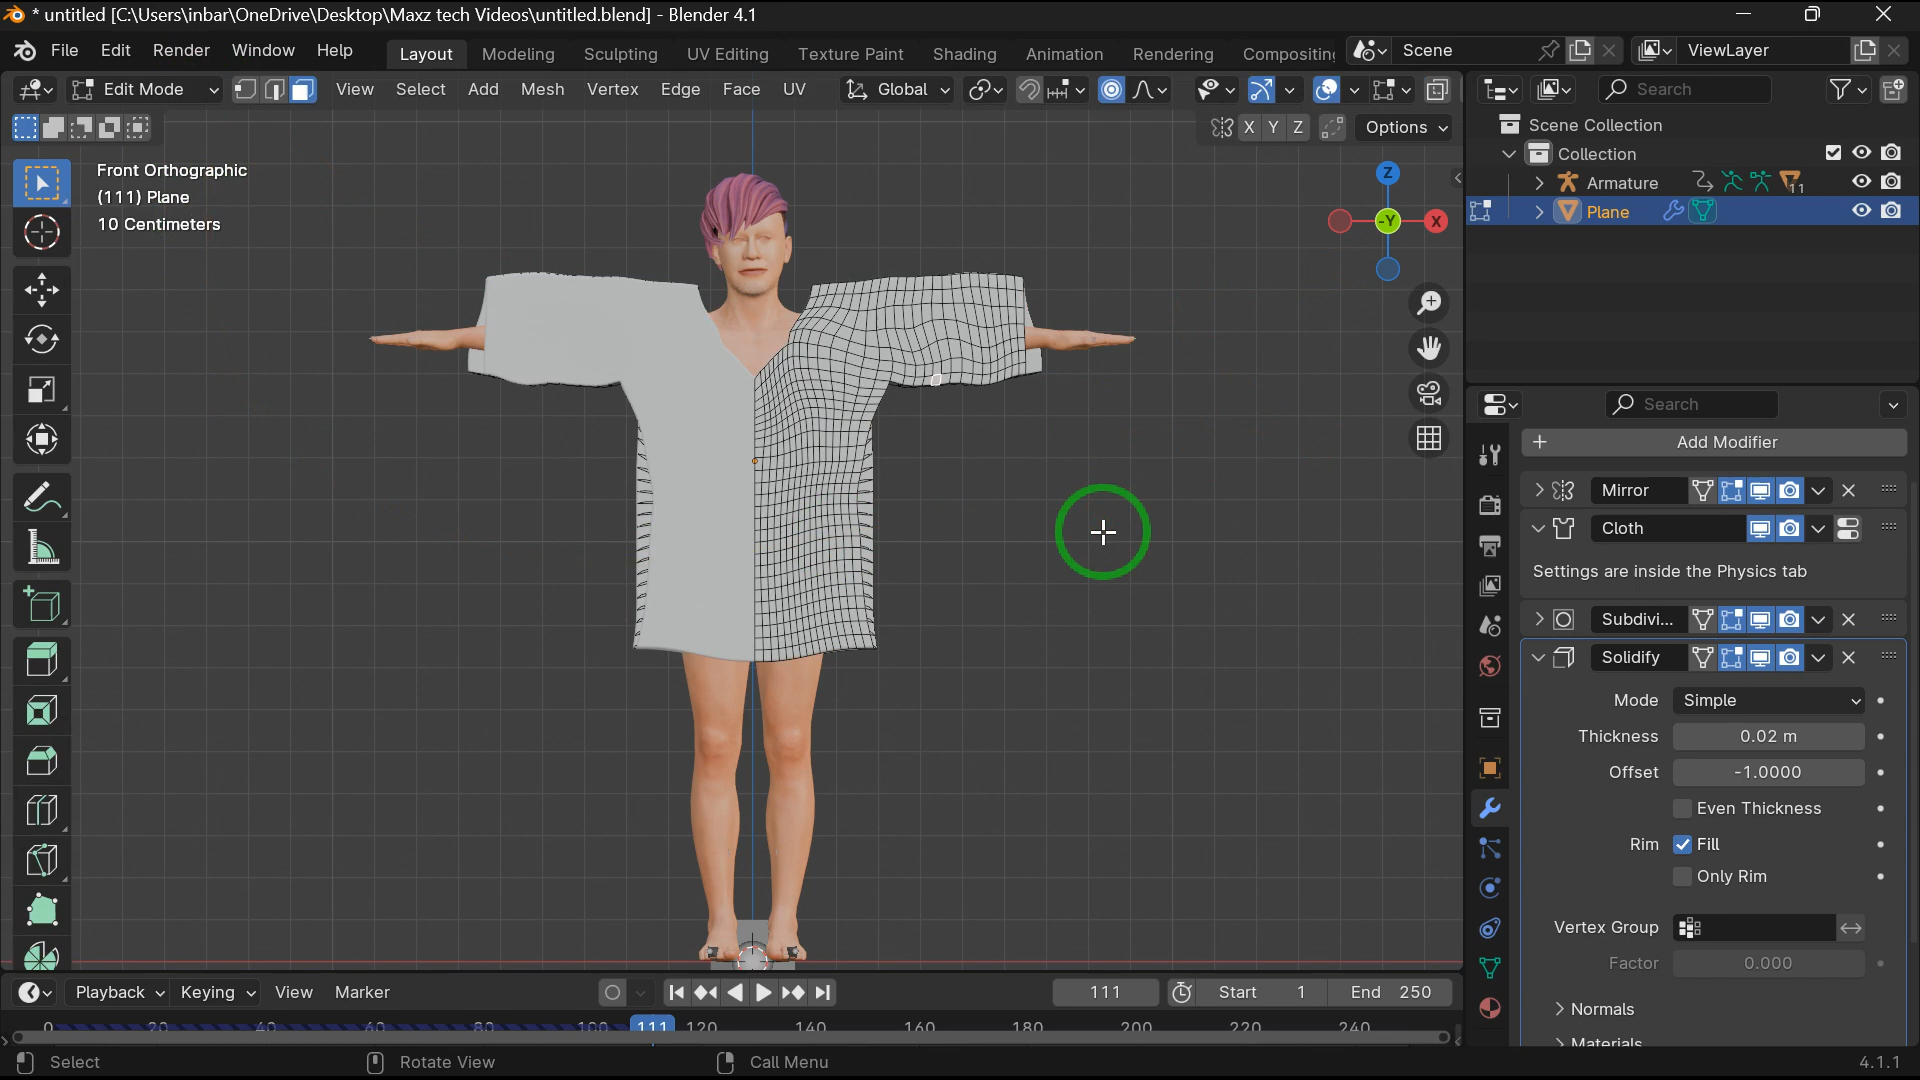 * untitled [C:\Users\inbar\OneDrive\Desktop\Maxz tech Videos\untitled.blend] - Blender 4.1
File Edit Render Window Help Layout Modeling Sculpting UV Editing Texture Paint Shading Animation Rendering Compositing Scene ViewLayer
Edit Mode View Select Add Mesh Vertex Edge Face UV Global
Search
X Y Z Options
Front Orthographic
(111) Plane
10 Centimeters
Z
-Y X
Scene Collection
Collection
Armature 11
Plane
Search
+ Add Modifier
Mirror
Cloth
Settings are inside the Physics tab
Subdivi...
Solidify
Mode Simple
Thickness 0.02 m
Offset -1.0000
Even Thickness
Rim Fill
Only Rim
Vertex Group
Factor 0.000
Normals
Materials
Playback Keying View Marker 111 Start 1 End 250
0 20 40 60 80 100 111 120 140 160 180 200 220 240
Select Rotate View Call Menu 4.1.1